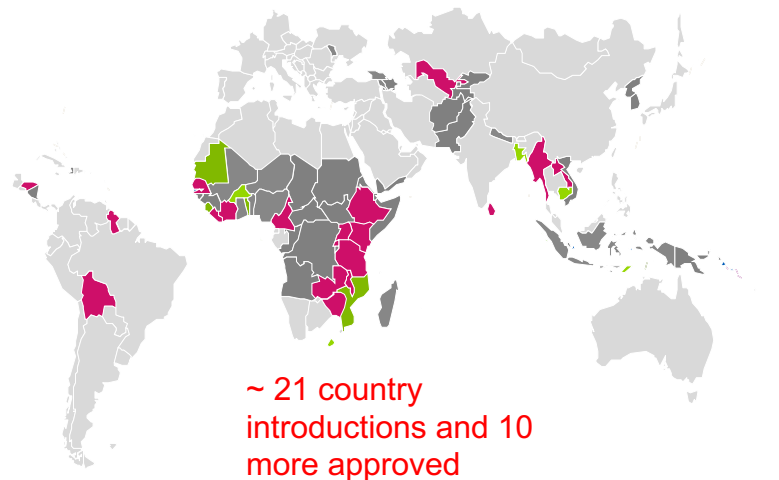 ~ 21 country
introductions and 10
more approved